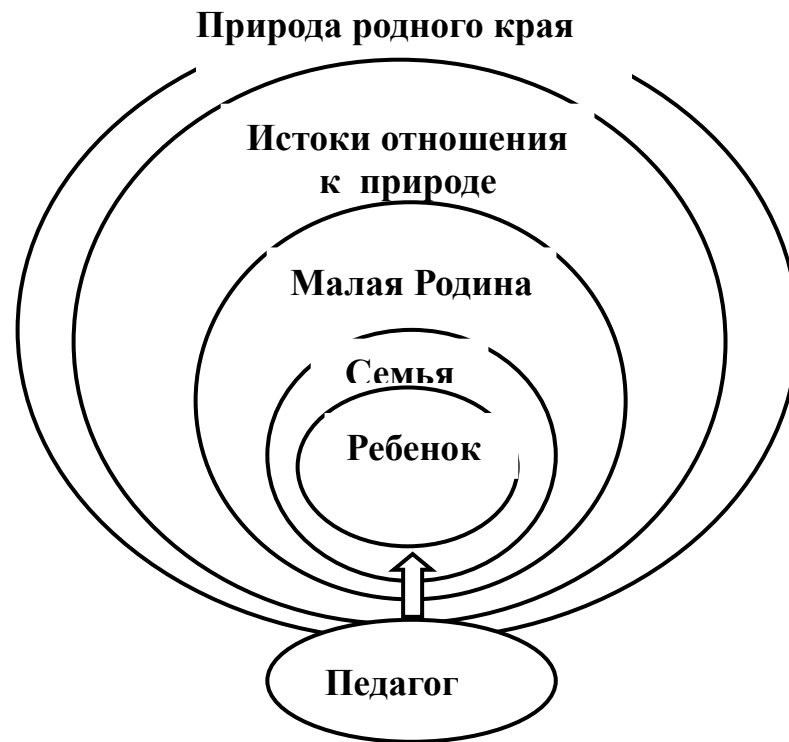 Природа родного края
Истоки отношения
к природе
Малая Родина
Семья
Ребенок
Педагог